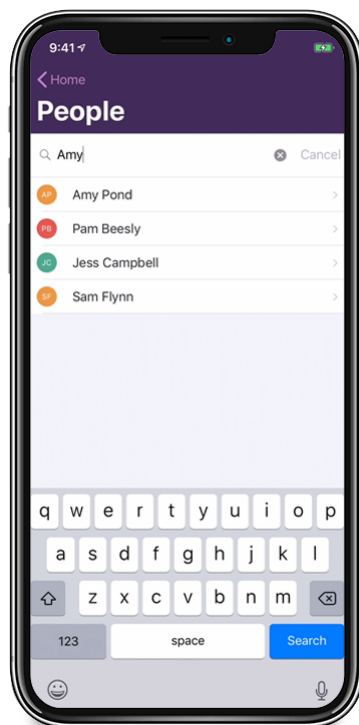 9:41
Home
People
Amy
Cancel
AP Amy Pond
PB Pam Beesly
JC Jess Campbell
SF Sam Flynn
q w e r t y u i o p
a s d f g h j k l
z x c v b n m
123 space Search